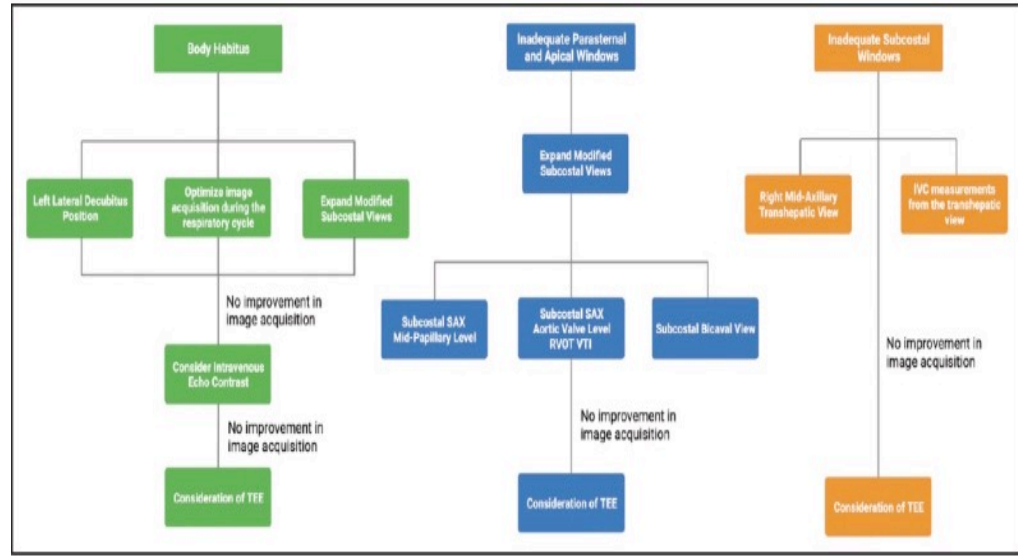 Body Habitus
Left Lateral Decubitus
Position
Optimize image
acquisition during the
respiratory cycle
Expand Modified
Subcostal Views
No improvement in
image acquisition
Consider Intravenous
Echo Contrast
No improvement in
image acquisition
Consideration of TEE
Inadequate Parasternal
and Apical Windows
Expand Modified
Subcostal Views
Subcostal SAX
Mid-Papillary Level
Subcostal SAX
Aortic Valve Level
RVOT VTI
Subcostal Bicaval View
No improvement in
image acquisition
Consideration of TEE
Inadequate Subcostal
Windows
Right Mid-Axillary
Transhepatic View
IVC measurements
from the transhepatic
view
No improvement in
image acquisition
Consideration of TEE